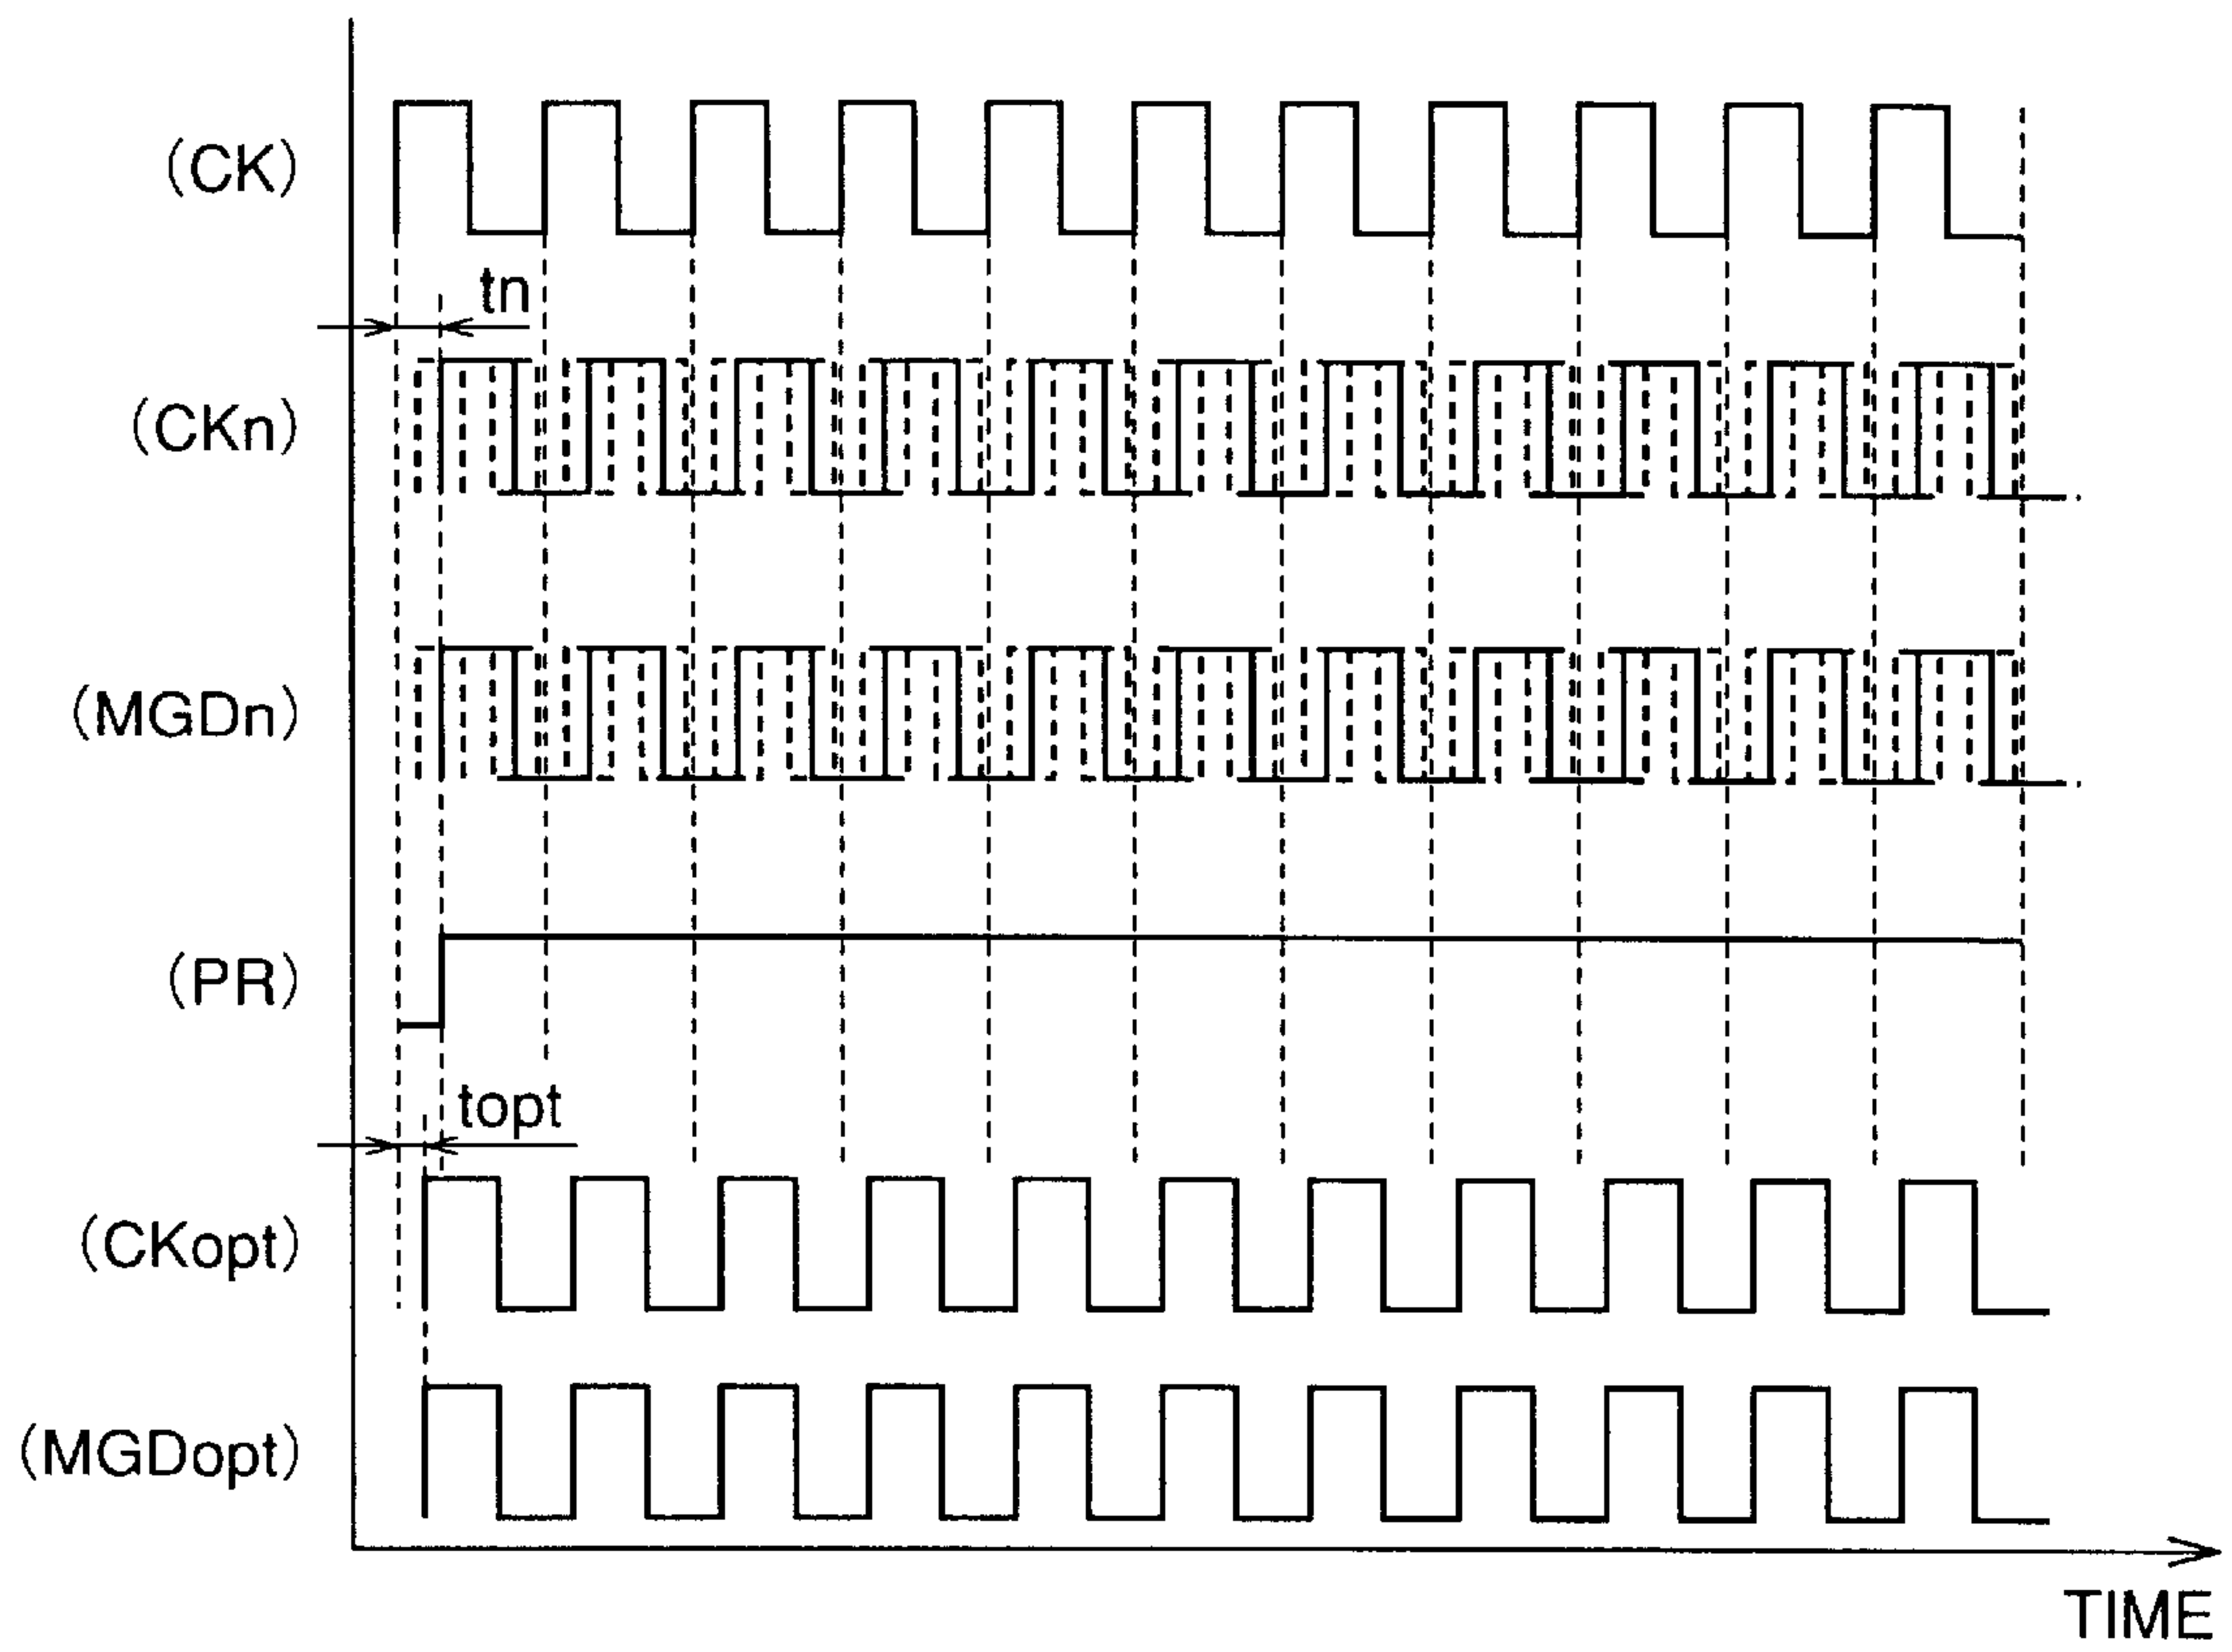 (CK)
tn
(CKn)
(MGDn)
(PR)
topt
(CKopt)
(MGDopt)
TIME